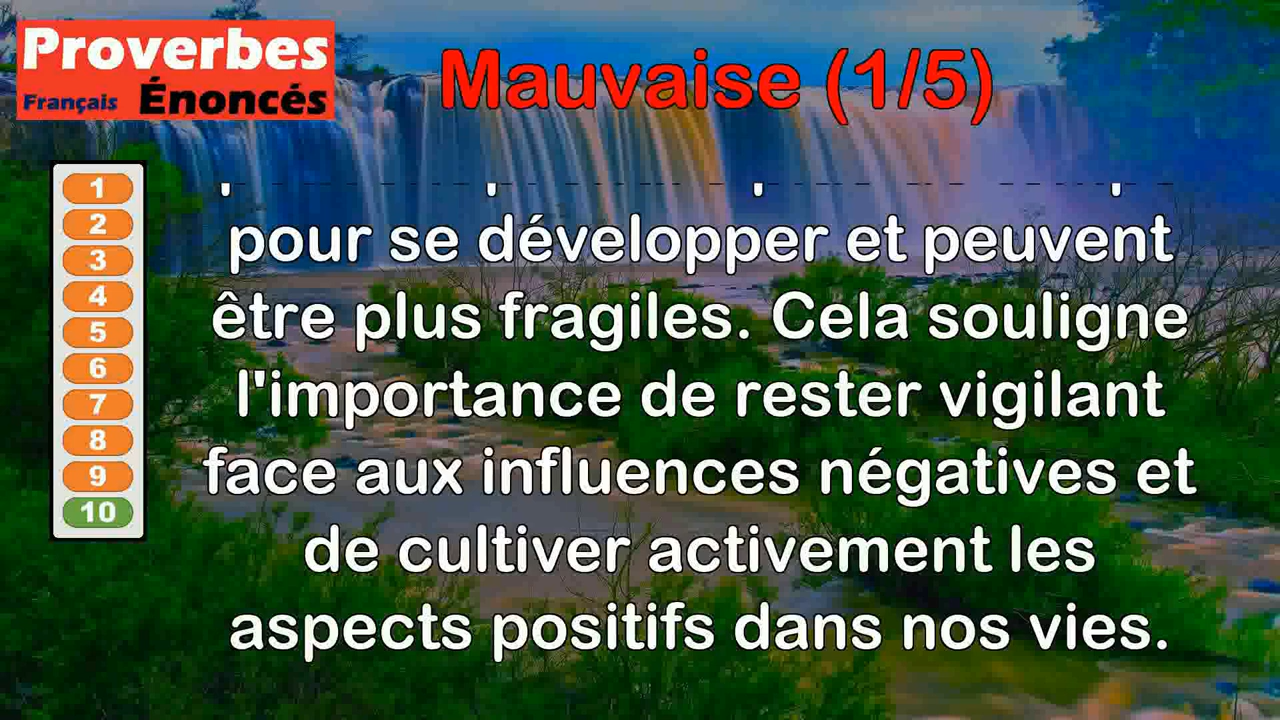 Proverbes
Français Énoncés
Mauvaise (1/5)
1
2
3
4
5
6
7
8
9
10
pour se développer et peuvent
être plus fragiles. Cela souligne
l'importance de rester vigilant
face aux influences négatives et
de cultiver activement les
aspects positifs dans nos vies.